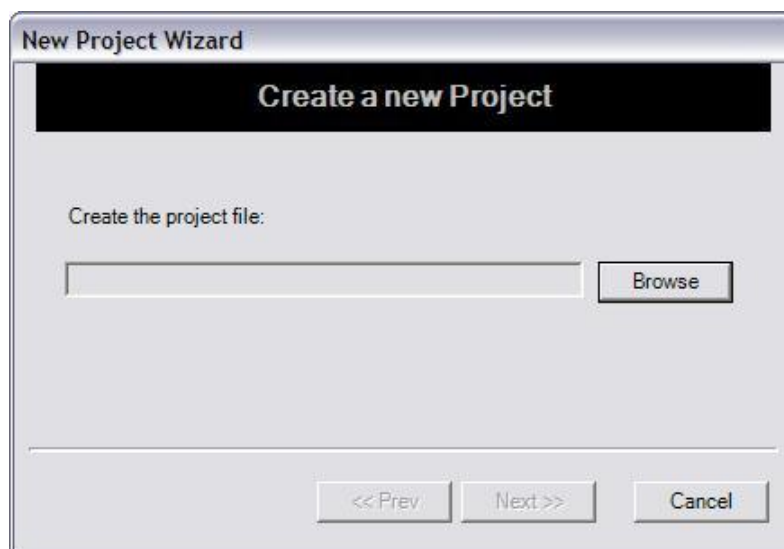 New Project Wizard
Create a new Project
Create the project file:
Browse
<< Prev Next >> Cancel